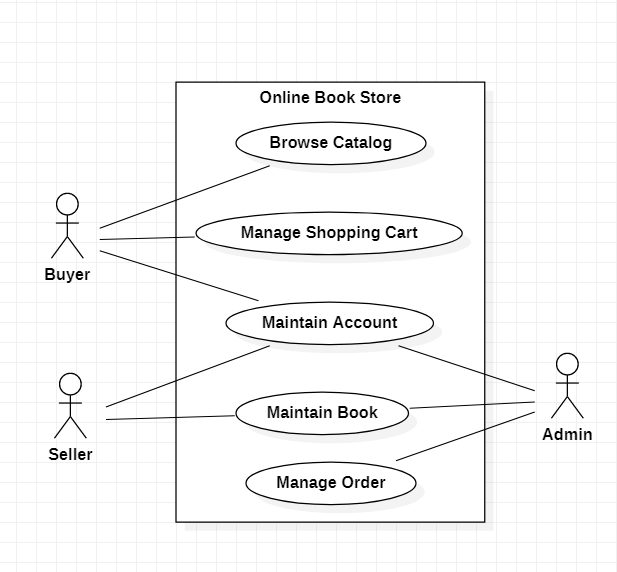 Online Book Store
Browse Catalog
Manage Shopping Cart
Buyer
Maintain Account
Maintain Book
Admin
Seller
Manage Order